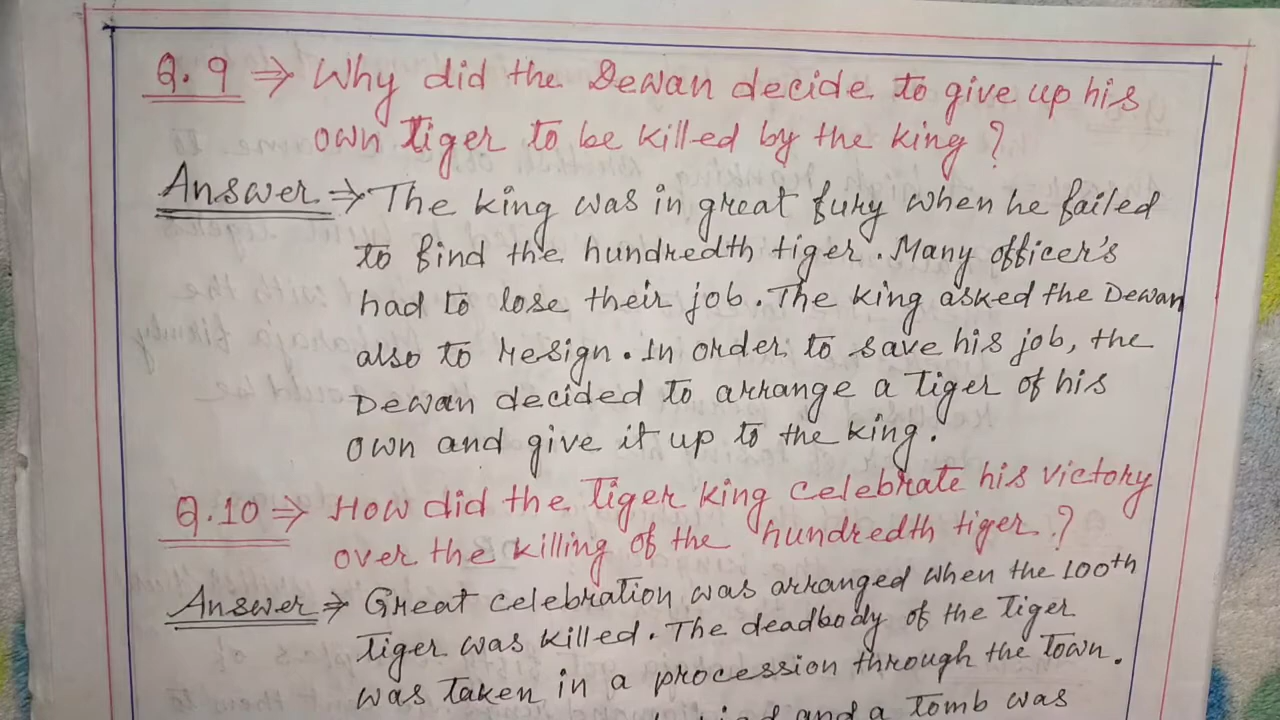 Q. 9 ⇒ Why did the Dewan decide to give up his
own tiger to be killed by the king?
Answer ⇒ The king was in great fury when he failed
to find the hundredth tiger. Many officer's
had to lose their job. The king asked the Dewan
also to resign. In order to save his job, the
Dewan decided to arrange a tiger of his
own and give it up to the king.
Q.10 ⇒ How did the Tiger king celebrate his victory
over the killing of the hundredth tiger.?
Answer ⇒ Great celebration was arranged when the 100th
tiger was killed. The deadbody of the tiger
was taken in a procession through the town.
and a tomb was